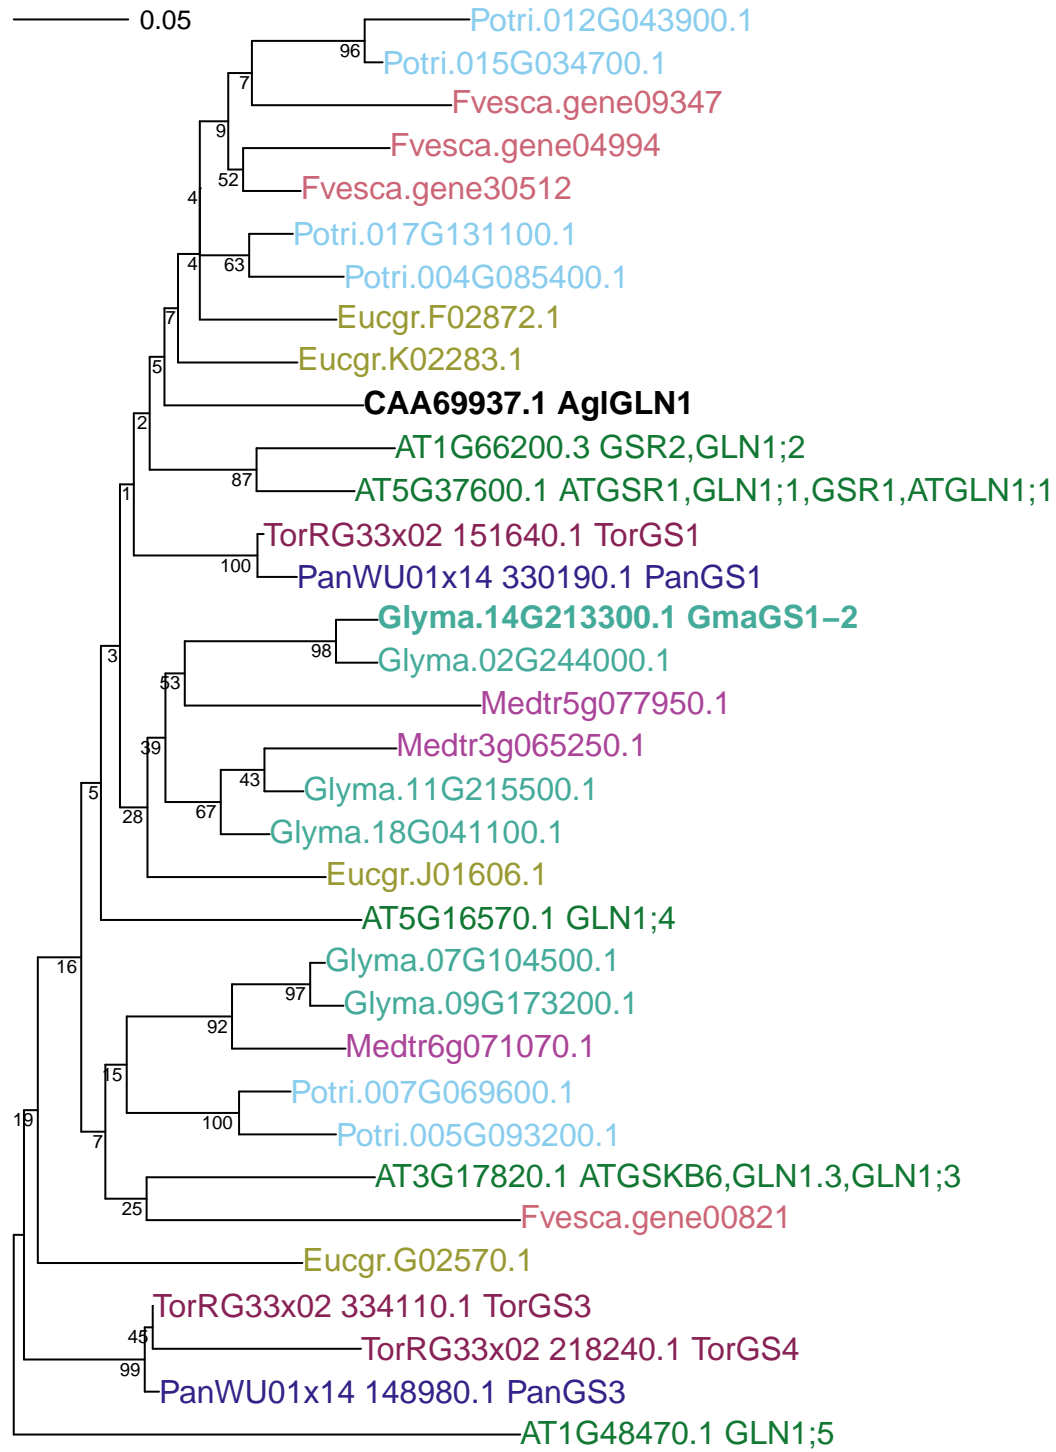 0.05
Potri.012G043900.1
96
Potri.015G034700.1
7
Fvesca.gene09347
9
Fvesca.gene04994
52
Fvesca.gene30512
4
Potri.017G131100.1
4
63
Potri.004G085400.1
7
Eucgr.F02872.1
5
Eucgr.K02283.1
CAA69937.1 AglGLN1
2
AT1G66200.3 GSR2,GLN1;2
87
1
AT5G37600.1 ATGSR1,GLN1;1,GSR1,ATGLN1;1
TorRG33x02 151640.1 TorGS1
100
PanWU01x14 330190.1 PanGS1
Glyma.14G213300.1 GmaGS1−2
3
98
Glyma.02G244000.1
53
Medtr5g077950.1
39
Medtr3g065250.1
43
5
Glyma.11G215500.1
28
67
Glyma.18G041100.1
Eucgr.J01606.1
AT5G16570.1 GLN1;4
16
Glyma.07G104500.1
97
Glyma.09G173200.1
92
Medtr6g071070.1
15
Potri.007G069600.1
19
100
Potri.005G093200.1
7
AT3G17820.1 ATGSKB6,GLN1.3,GLN1;3
25
Fvesca.gene00821
Eucgr.G02570.1
TorRG33x02 334110.1 TorGS3
45
TorRG33x02 218240.1 TorGS4
99
PanWU01x14 148980.1 PanGS3
AT1G48470.1 GLN1;5